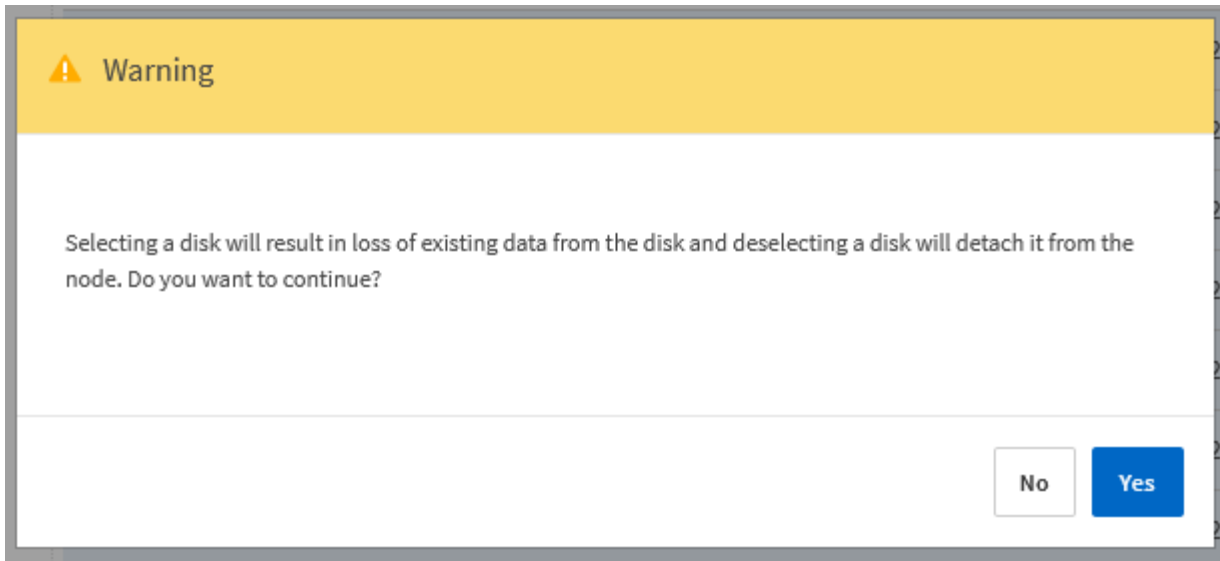 Warning
Selecting a disk will result in loss of existing data from the disk and deselecting a disk will detach it from the
node. Do you want to continue?
No
Yes